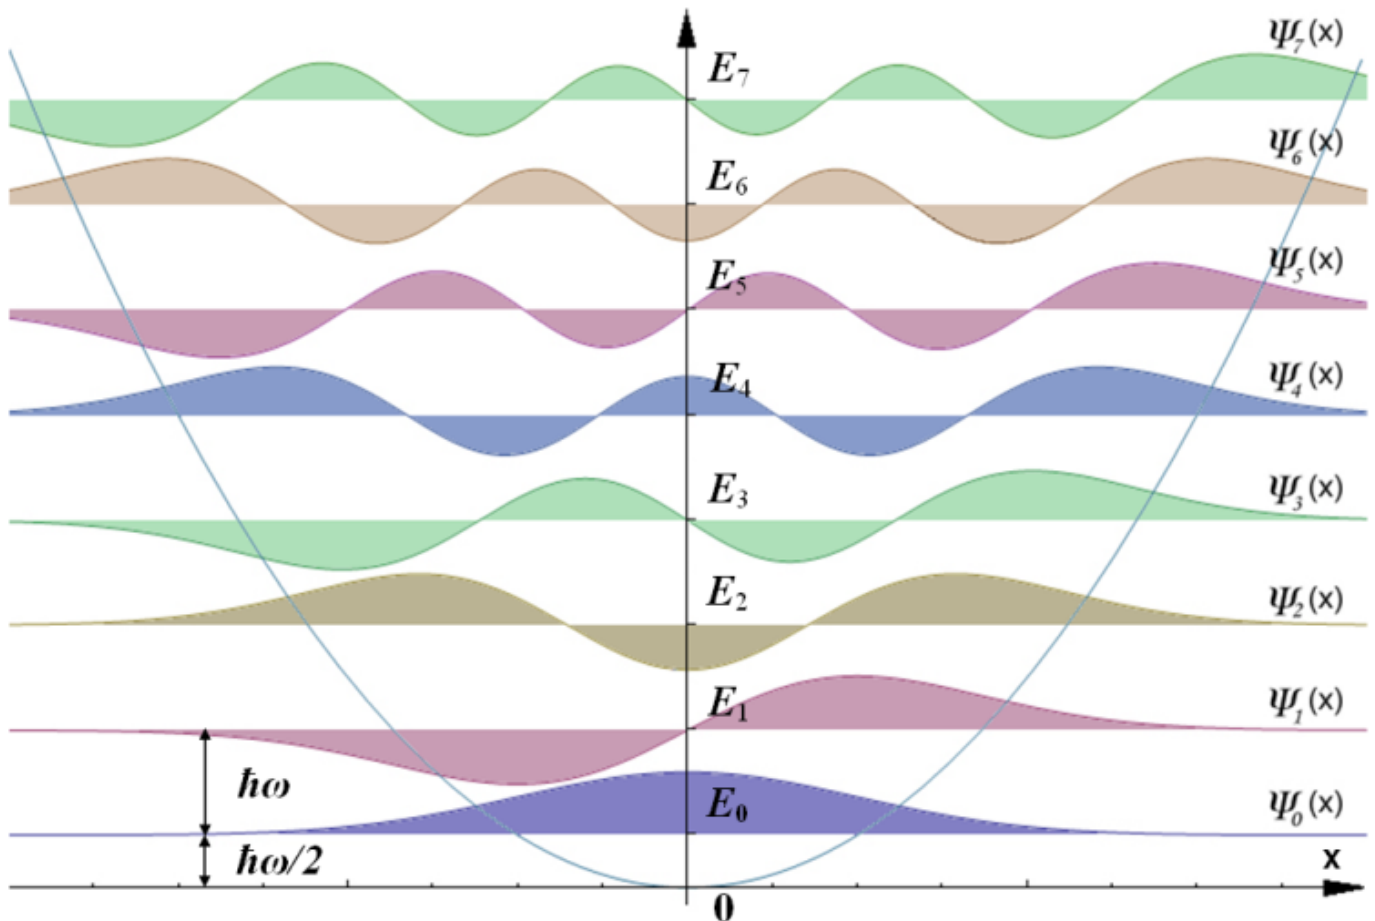 Ψ₇(x)
E₇
Ψ₆(x)
E₆
Ψ₅(x)
E₅
Ψ₄(x)
E₄
Ψ₃(x)
E₃
Ψ₂(x)
E₂
Ψ₁(x)
E₁
ħω
Ψ₀(x)
E₀
ħω/2
x
0